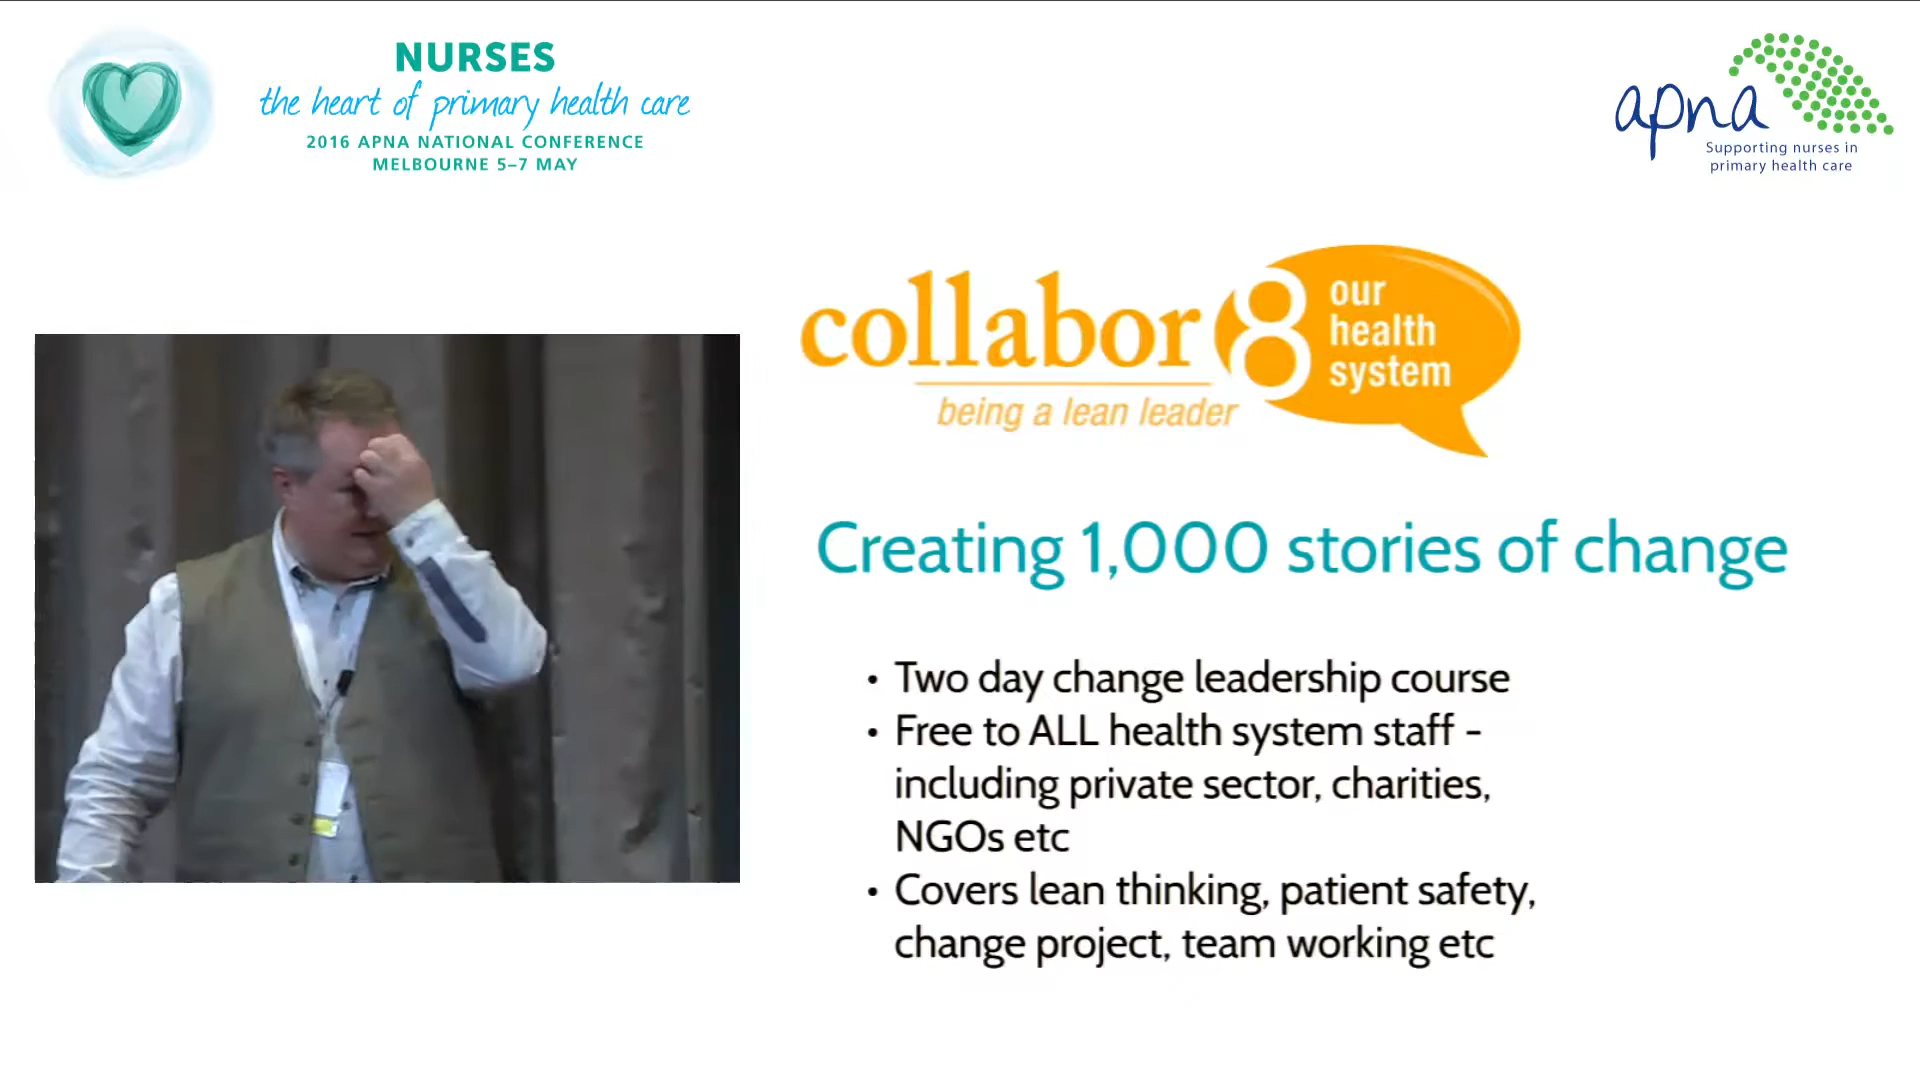 NURSES
the heart of primary health care
2016 APNA NATIONAL CONFERENCE
MELBOURNE 5–7 MAY
apna
Supporting nurses in
primary health care
collabor8
our
health
system
being a lean leader
Creating 1,000 stories of change
• Two day change leadership course
• Free to ALL health system staff -
including private sector, charities,
NGOs etc
• Covers lean thinking, patient safety,
change project, team working etc